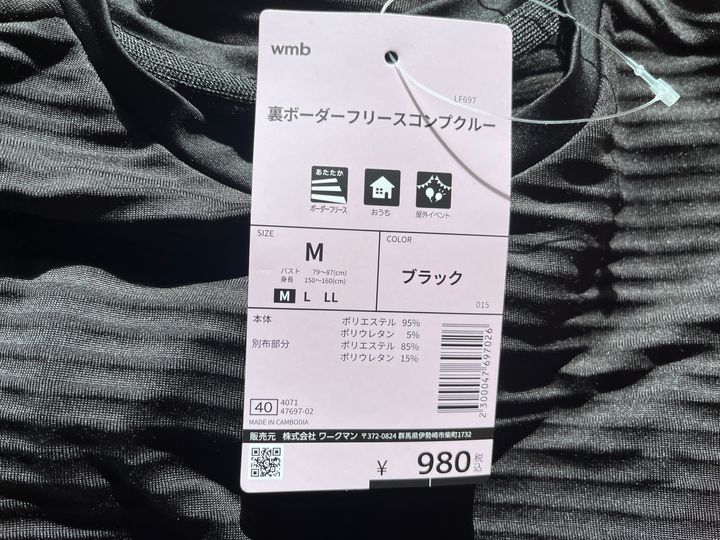 wmb
LF697
裏ボーダーフリースコンプクルー
あたたか
ボーダーフリース
おうち
屋外イベント
SIZE
M
バスト 79〜87(cm)
身長 150〜160(cm)
M L LL
COLOR
ブラック
015
本体 ポリエステル 95%
ポリウレタン 5%
別布部分 ポリエステル 85%
ポリウレタン 15%
2300047697026
40
4071
47697-02
MADE IN CAMBODIA
販売元 株式会社 ワークマン 〒372-0824 群馬県伊勢崎市柴町1732
¥ 980 税込